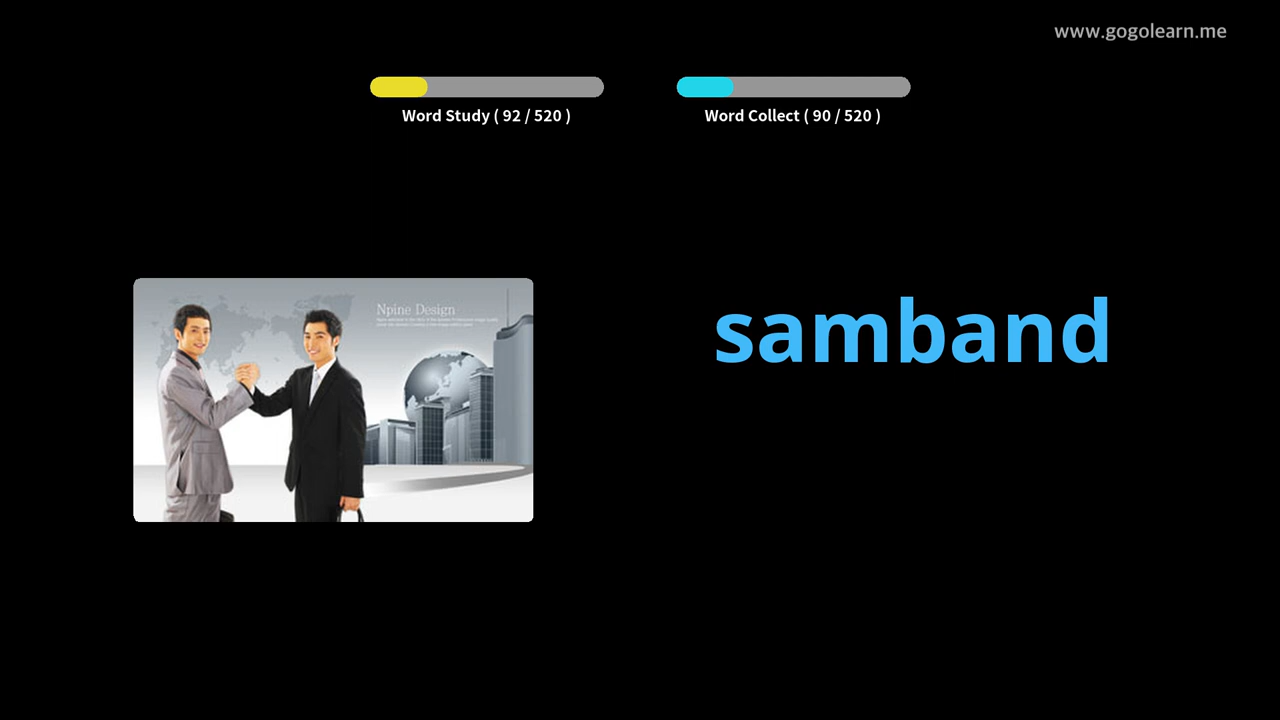 www.gogolearn.me
Word Study ( 92 / 520 )
Word Collect ( 90 / 520 )
Npine Design
samband